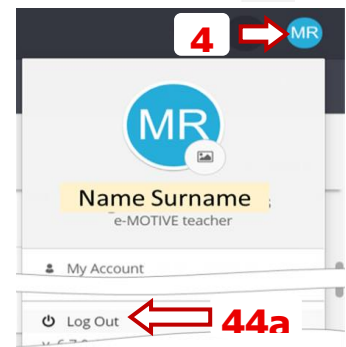 4 MR
MR
Name Surname
e-MOTIVE teacher
My Account
Log Out 44a